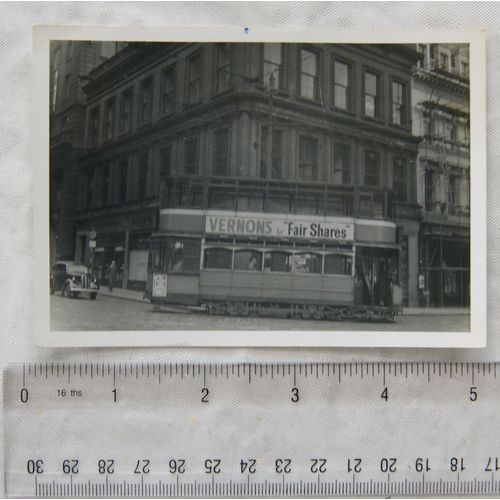 VERNONS for "Fair Shares"
0 16 ths 1 2 3 4 5
30 29 28 27 26 25 24 23 22 21 20 19 18 17